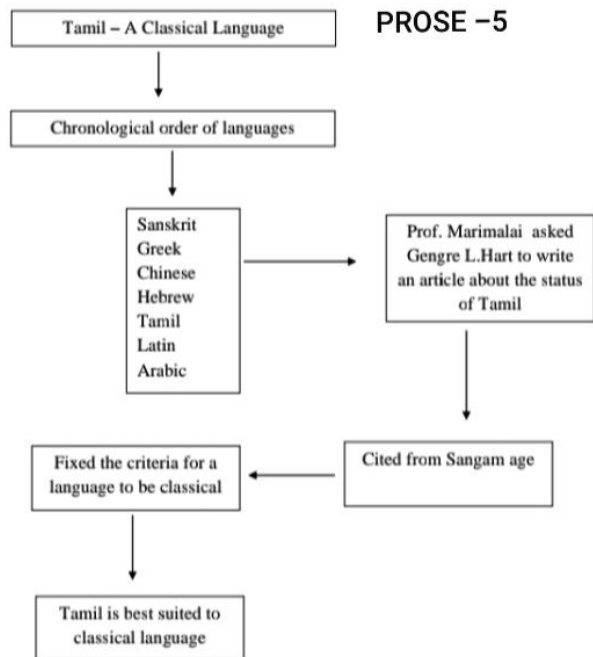 Tamil – A Classical Language
PROSE –5
Chronological order of languages
Sanskrit
Greek
Chinese
Hebrew
Tamil
Latin
Arabic
Prof. Marimalai asked
Gengre L.Hart to write
an article about the status
of Tamil
Cited from Sangam age
Fixed the criteria for a
language to be classical
Tamil is best suited to
classical language